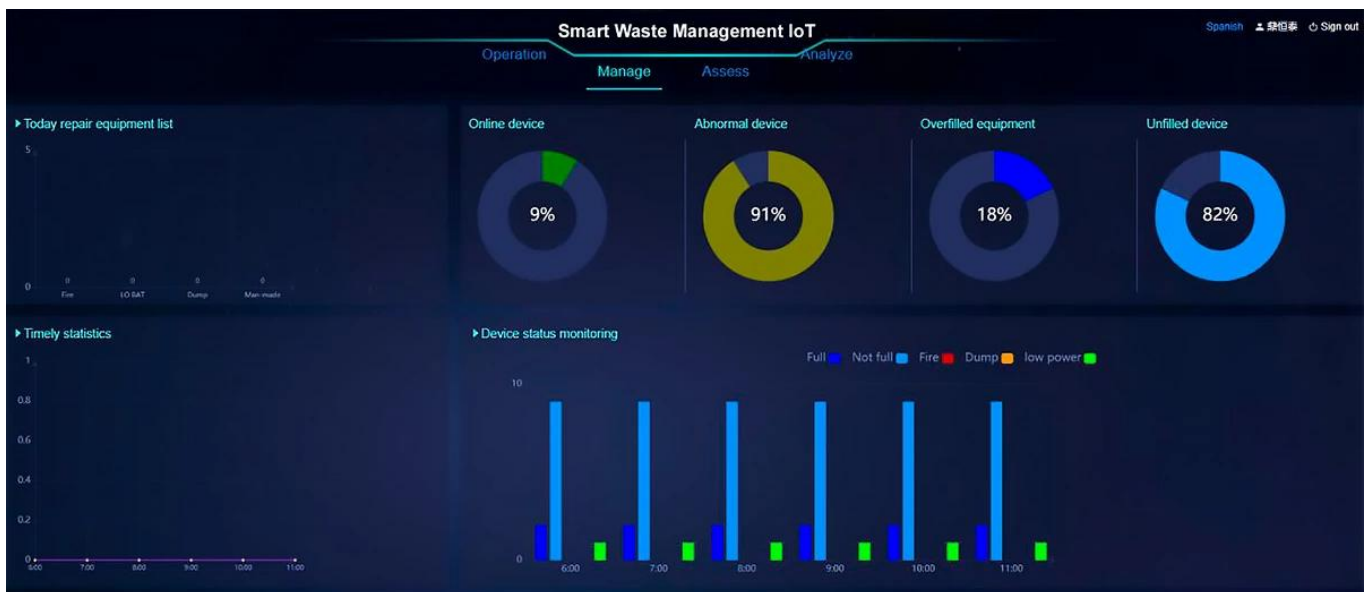 Smart Waste Management IoT
Spanish 燊恒泰 Sign out
Operation Analyze
Manage Assess
Today repair equipment list
5
0
0 0 0 0
Fire LO BAT Dump Man-made
Online device
9%
Abnormal device
91%
Overfilled equipment
18%
Unfilled device
82%
Timely statistics
1
0.8
0.6
0.4
0.2
0
6:00 7:00 8:00 9:00 10:00 11:00
Device status monitoring
Full Not full Fire Dump low power
10
0
6:00 7:00 8:00 9:00 10:00 11:00